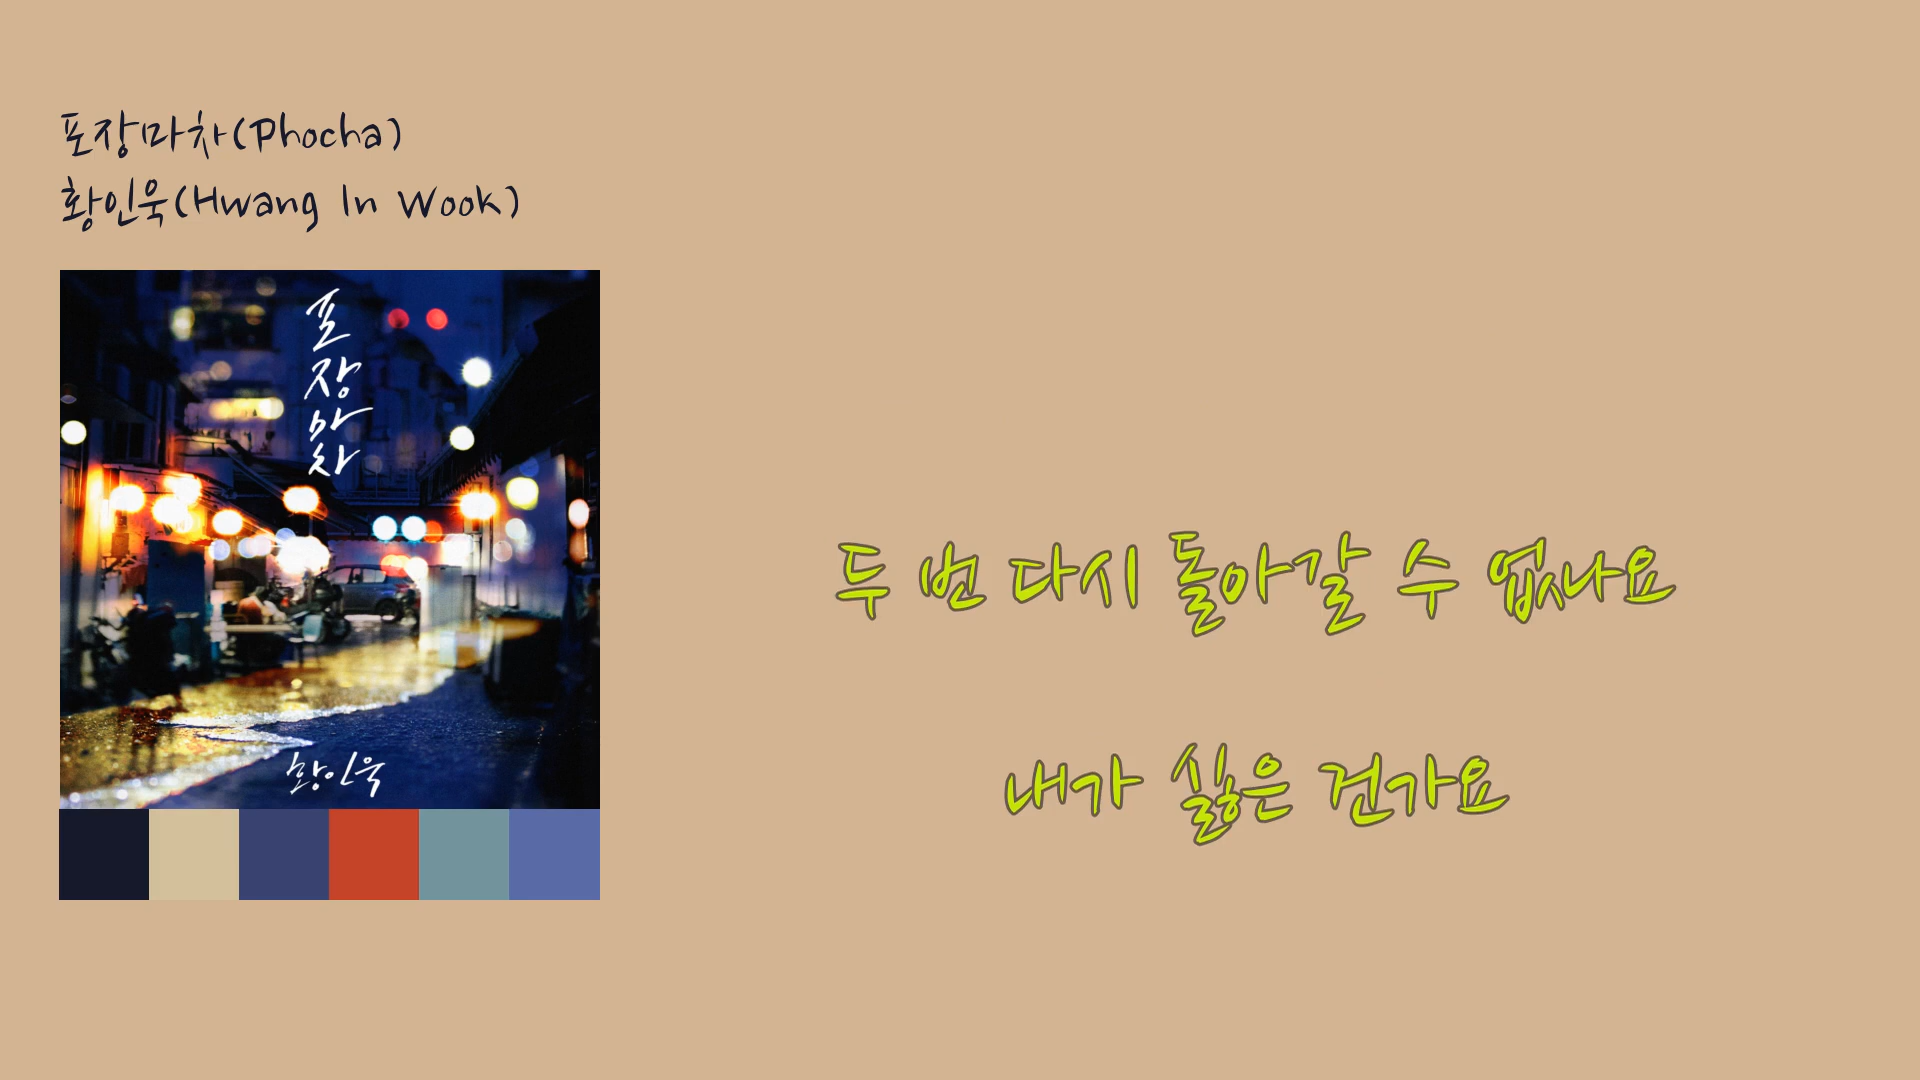 포장마차(Phocha)
황인욱(Hwang In Wook)
포장마차
황인욱
두 번 다시 돌아갈 수 없나요
내가 싫은 건가요